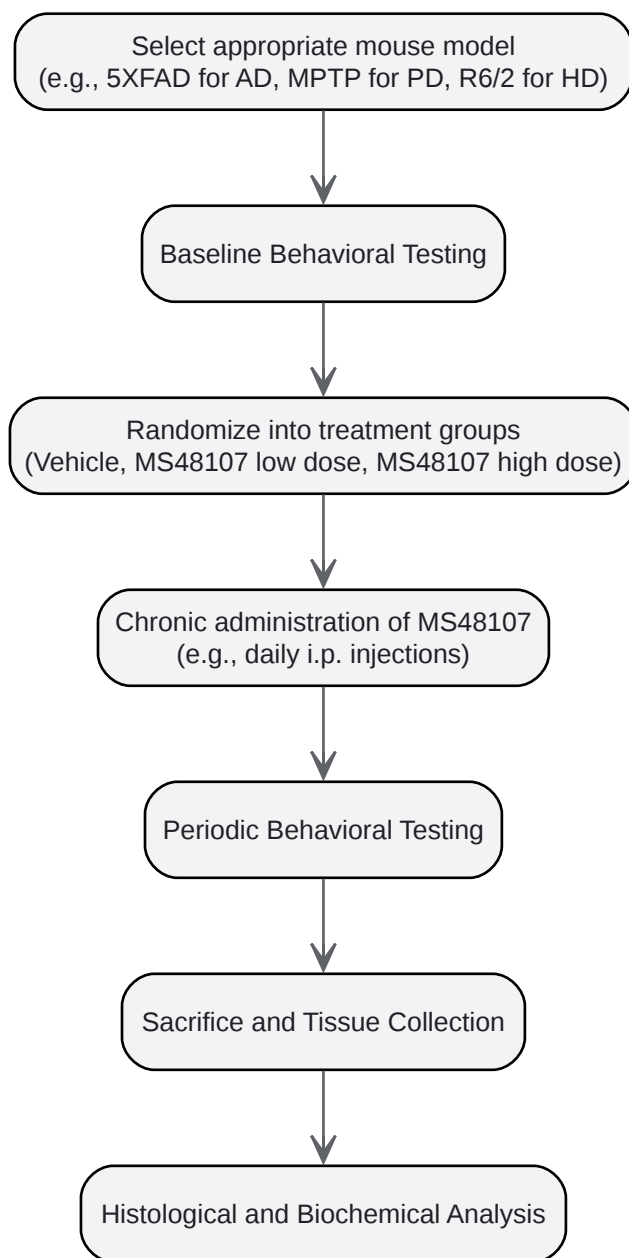 Select appropriate mouse model
(e.g., 5XFAD for AD, MPTP for PD, R6/2 for HD)
Baseline Behavioral Testing
Randomize into treatment groups
(Vehicle, MS48107 low dose, MS48107 high dose)
Chronic administration of MS48107
(e.g., daily i.p. injections)
Periodic Behavioral Testing
Sacrifice and Tissue Collection
Histological and Biochemical Analysis